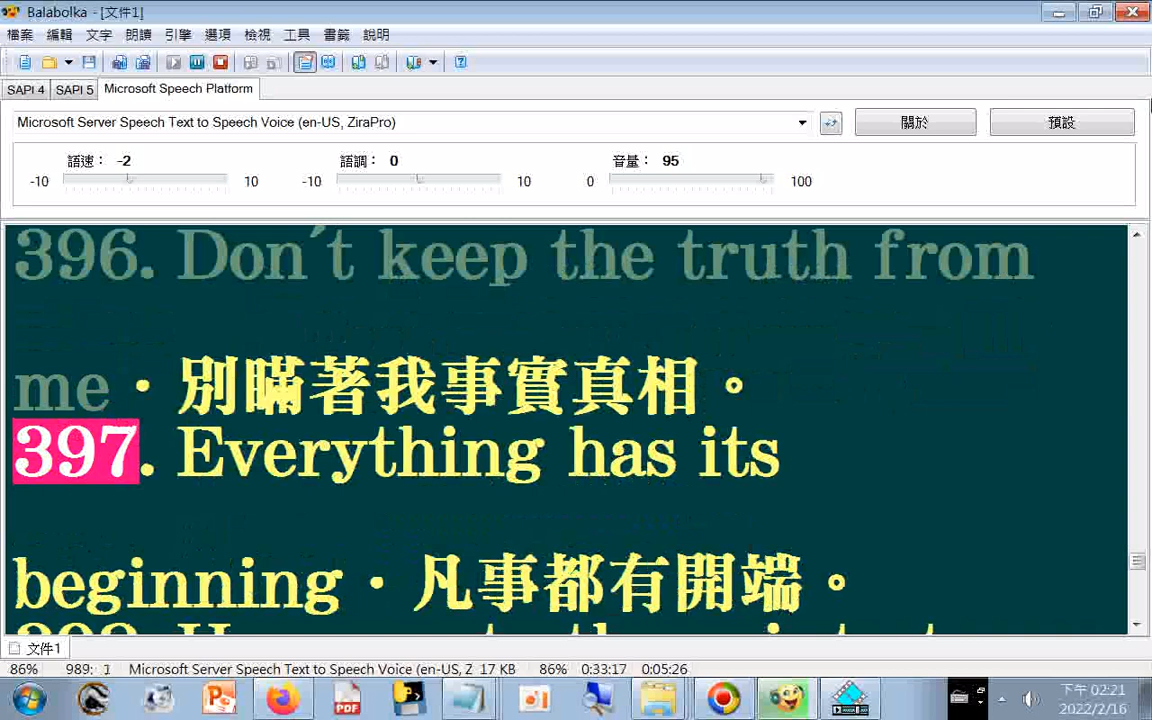 Balabolka - [文件1]
檔案 編輯 文字 朗讀 引擎 選項 檢視 工具 書籤 說明
SAPI 4 SAPI 5 Microsoft Speech Platform
Microsoft Server Speech Text to Speech Voice (en-US, ZiraPro) 關於 預設
語速： -2 語調： 0 音量： 95
-10 10 -10 10 0 100
396. Don´t keep the truth from
me．別瞞著我事實真相。
397. Everything has its
beginning．凡事都有開端。
文件1
86% 989: 1 Microsoft Server Speech Text to Speech Voice (en-US, Z 17 KB 86% 0:33:17 0:05:26
下午 02:21
2022/2/16